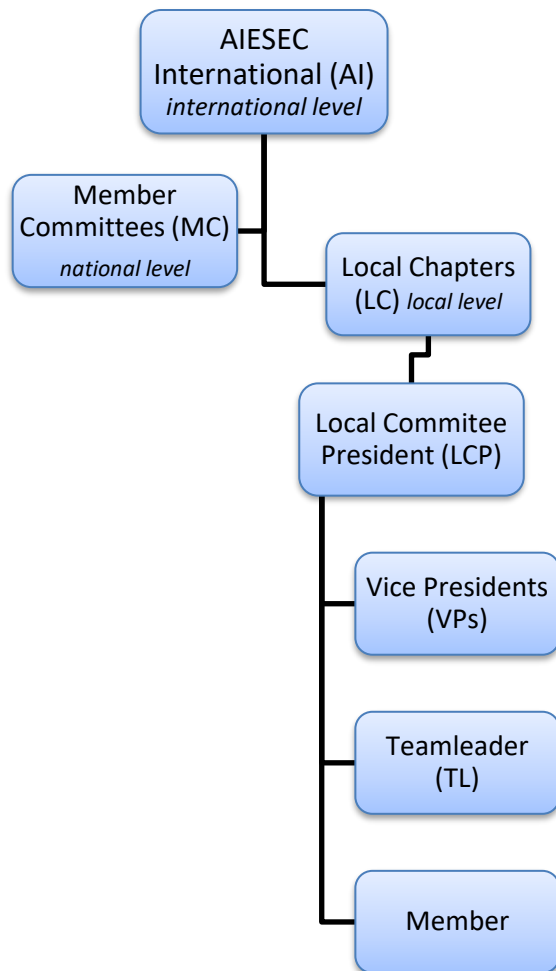 AIESEC
International (AI)
international level
Member
Committees (MC)
national level
Local Chapters
(LC) local level
Local Commitee
President (LCP)
Vice Presidents
(VPs)
Teamleader
(TL)
Member